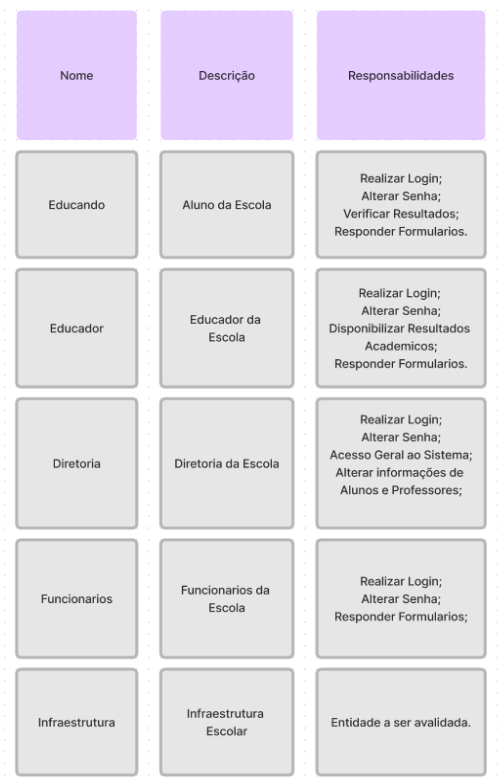 Nome
Descrição
Responsabilidades
Educando
Aluno da Escola
Realizar Login;
Alterar Senha;
Verificar Resultados;
Responder Formularios.
Educador
Educador da
Escola
Realizar Login;
Alterar Senha;
Disponibilizar Resultados
Academicos;
Responder Formularios.
Diretoria
Diretoria da Escola
Realizar Login;
Alterar Senha;
Acesso Geral ao Sistema;
Alterar informações de
Alunos e Professores;
Funcionarios
Funcionarios da
Escola
Realizar Login;
Alterar Senha;
Responder Formularios;
Infraestrutura
Infraestrutura
Escolar
Entidade a ser avalidada.